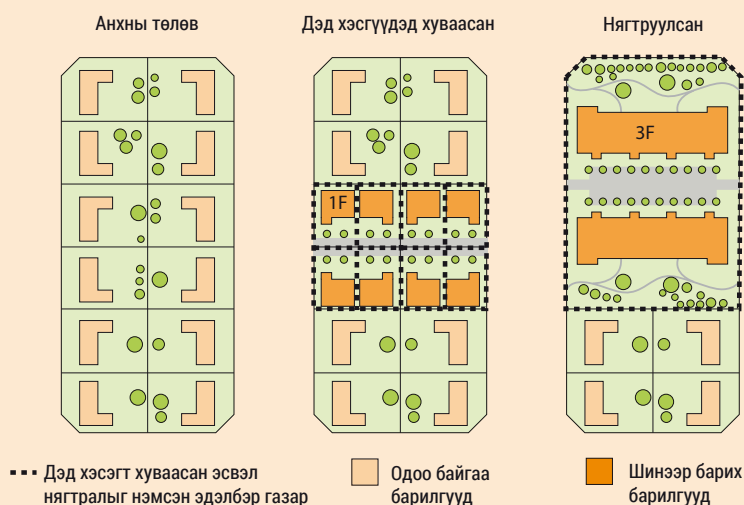 Анхны төлөв
Дэд хэсгүүдэд хуваасан
Нягтруулсан
1F
3F
Дэд хэсэгт хуваасан эсвэл
нягтралыг нэмсэн эдэлбэр газар
Одоо байгаа
барилгууд
Шинээр барих
барилгууд